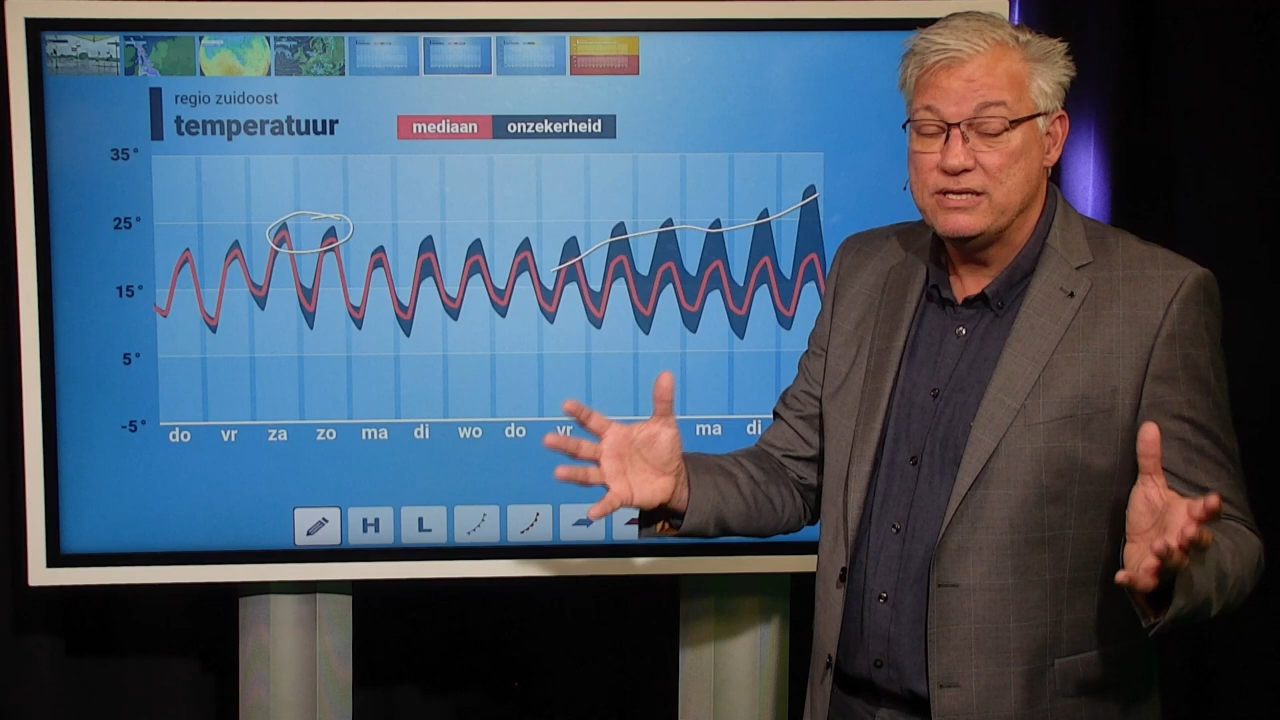 regio zuidoost
temperatuur
mediaan onzekerheid
35°
25°
15°
5°
-5°
do vr za zo ma di wo do vr ma di
H L